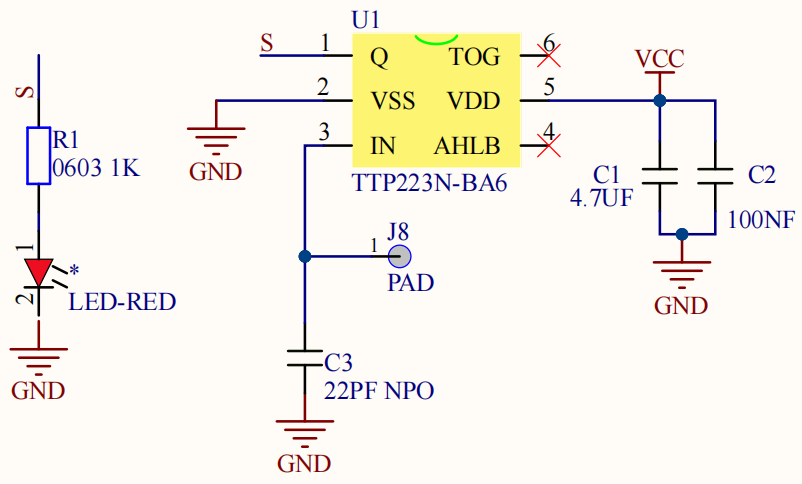 U1
S
1
Q
TOG
6
2
VSS
VDD
5
3
IN
AHLB
4
TTP223N-BA6
GND
VCC
C1
4.7UF
C2
100NF
GND
S
R1
0603 1K
1
*
2
LED-RED
GND
J8
1
PAD
C3
22PF NPO
GND